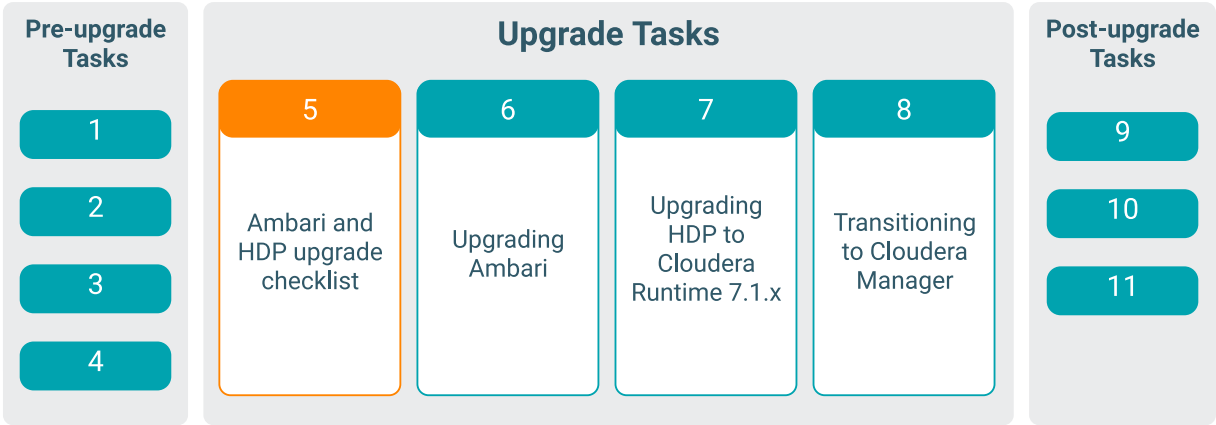 Pre-upgrade
Tasks
1
2
3
4
Upgrade Tasks
5
Ambari and
HDP upgrade
checklist
6
Upgrading
Ambari
7
Upgrading
HDP to
Cloudera
Runtime 7.1.x
8
Transitioning
to Cloudera
Manager
Post-upgrade
Tasks
9
10
11